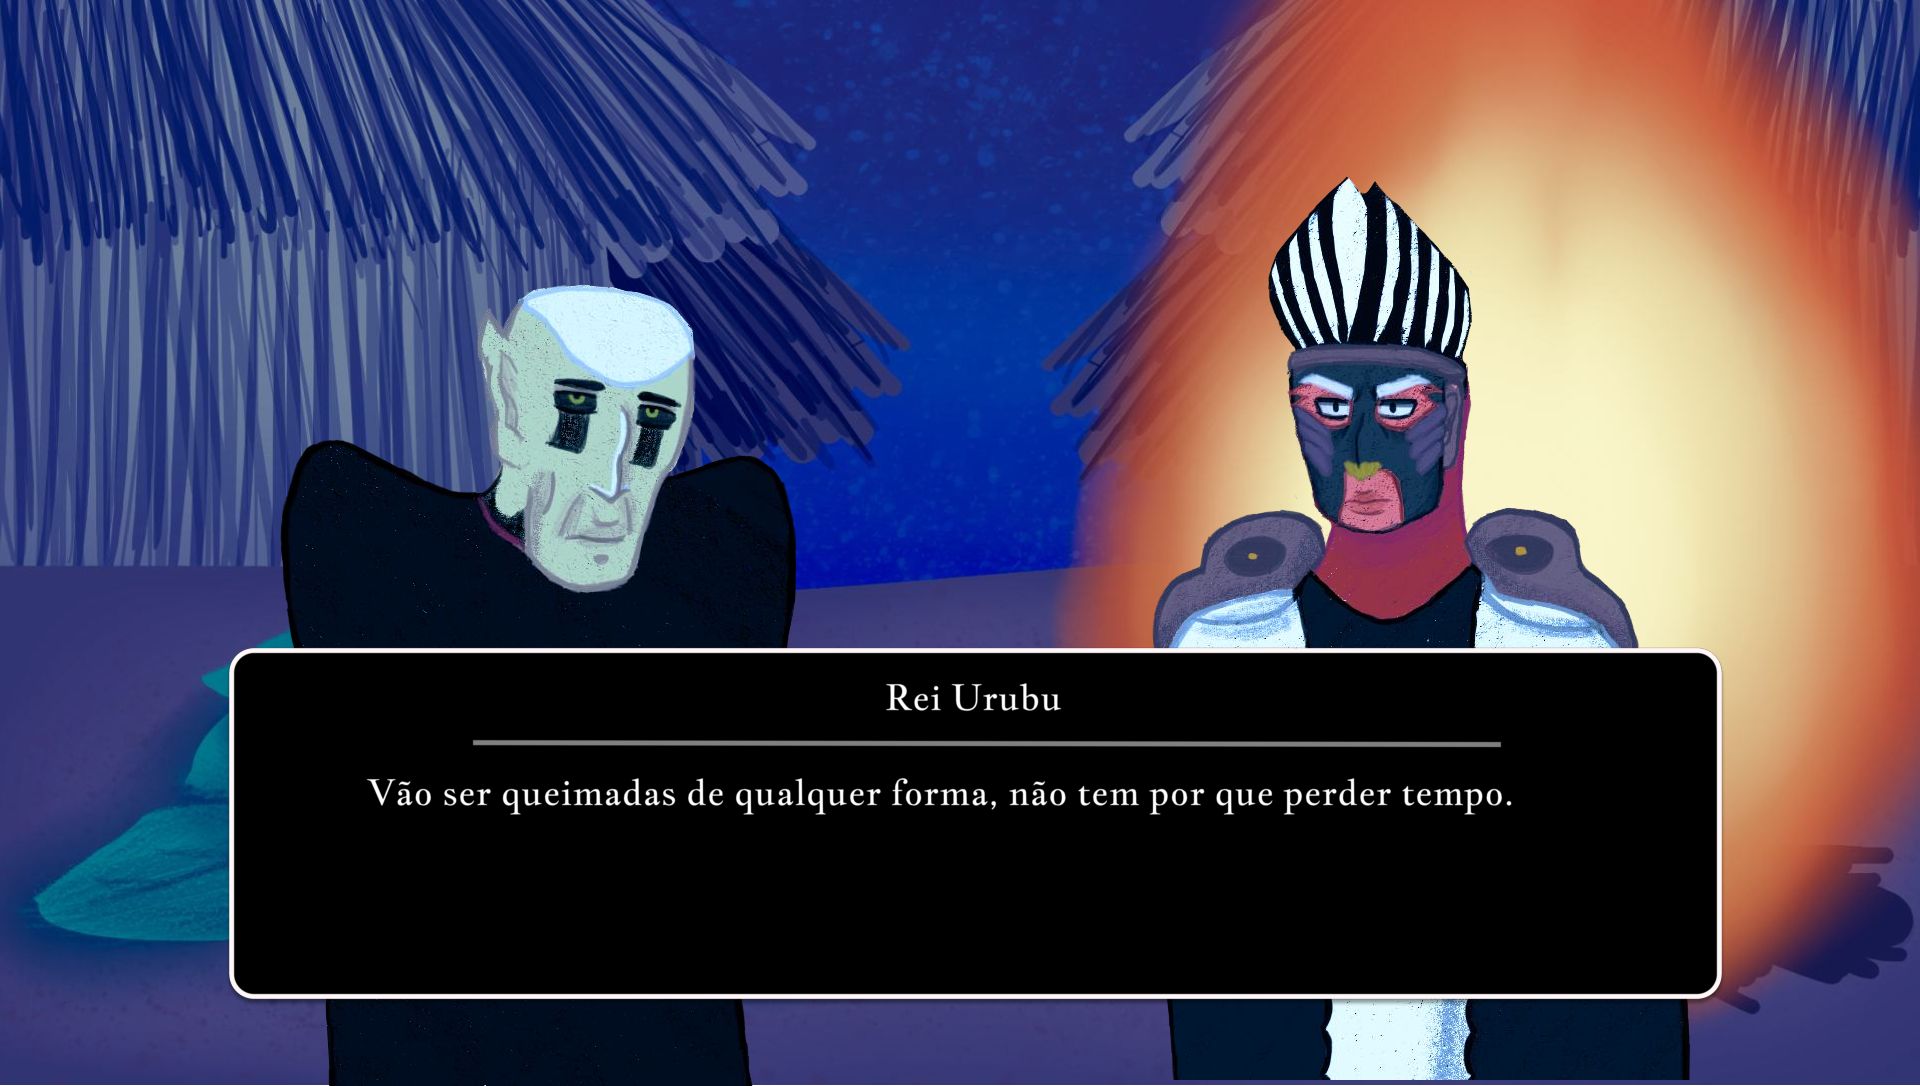 Rei Urubu
Vão ser queimadas de qualquer forma, não tem por que perder tempo.